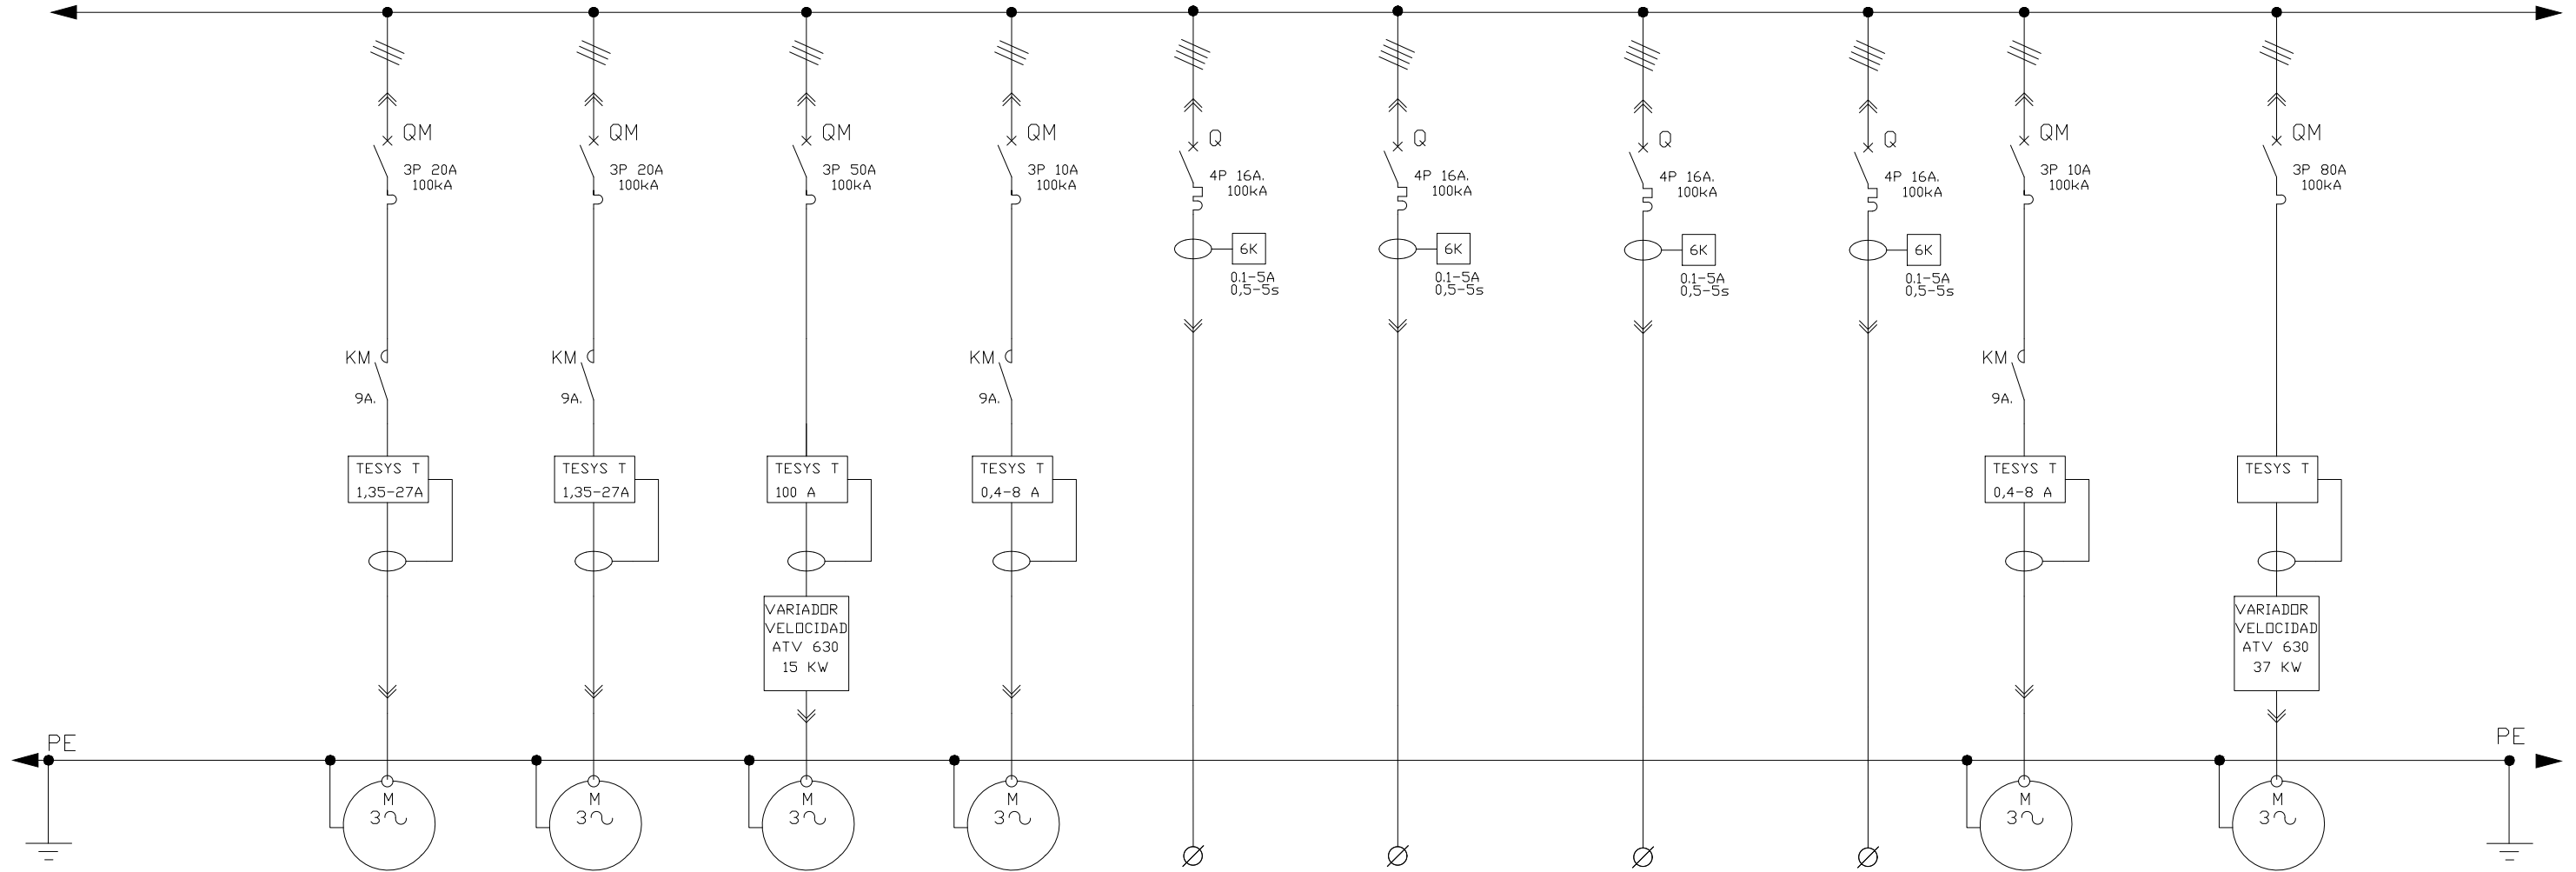 QM
3P 20A
100kA
QM
3P 20A
100kA
QM
3P 50A
100kA
QM
3P 10A
100kA
Q
4P 16A.
100kA
Q
4P 16A.
100kA
Q
4P 16A.
100kA
Q
4P 16A.
100kA
QM
3P 10A
100kA
QM
3P 80A
100kA
6K
0.1-5A
0,5-5s
6K
0.1-5A
0,5-5s
6K
0.1-5A
0,5-5s
6K
0.1-5A
0,5-5s
KM
9A.
KM
9A.
KM
9A.
KM
9A.
TESYS T
1,35-27A
TESYS T
1,35-27A
TESYS T
100 A
TESYS T
0,4-8 A
TESYS T
0,4-8 A
TESYS T
VARIADOR
VELOCIDAD
ATV 630
15 KW
VARIADOR
VELOCIDAD
ATV 630
37 KW
PE
PE
M
3
M
3
M
3
M
3
M
3
M
3